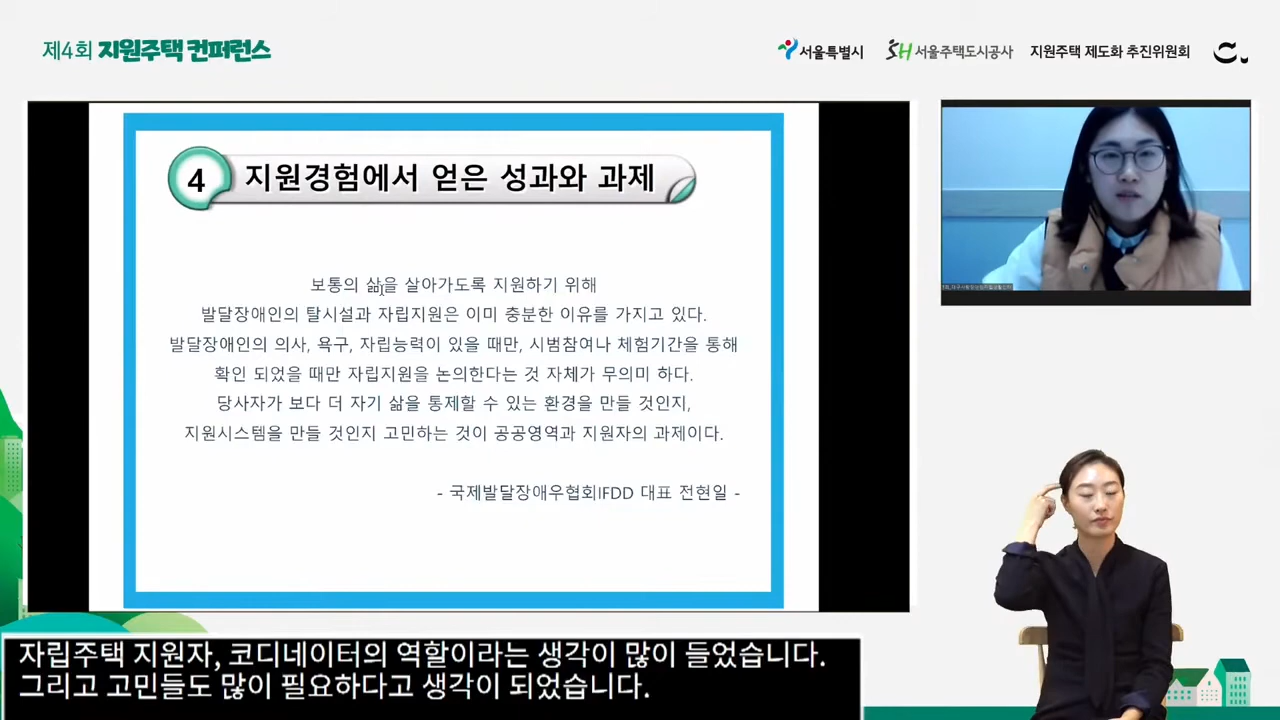 제4회 지원주택 컨퍼런스
서울특별시
SH 서울주택도시공사
지원주택 제도화 추진위원회
4
지원경험에서 얻은 성과와 과제
보통의 삶을 살아가도록 지원하기 위해
발달장애인의 탈시설과 자립지원은 이미 충분한 이유를 가지고 있다.
발달장애인의 의사, 욕구, 자립능력이 있을 때만, 시범참여나 체험기간을 통해
확인 되었을 때만 자립지원을 논의한다는 것 자체가 무의미 하다.
당사자가 보다 더 자기 삶을 통제할 수 있는 환경을 만들 것인지,
지원시스템을 만들 것인지 고민하는 것이 공공영역과 지원자의 과제이다.
- 국제발달장애우협회IFDD 대표 전현일 -
자립주택 지원자, 코디네이터의 역할이라는 생각이 많이 들었습니다.
그리고 고민들도 많이 필요하다고 생각이 되었습니다.